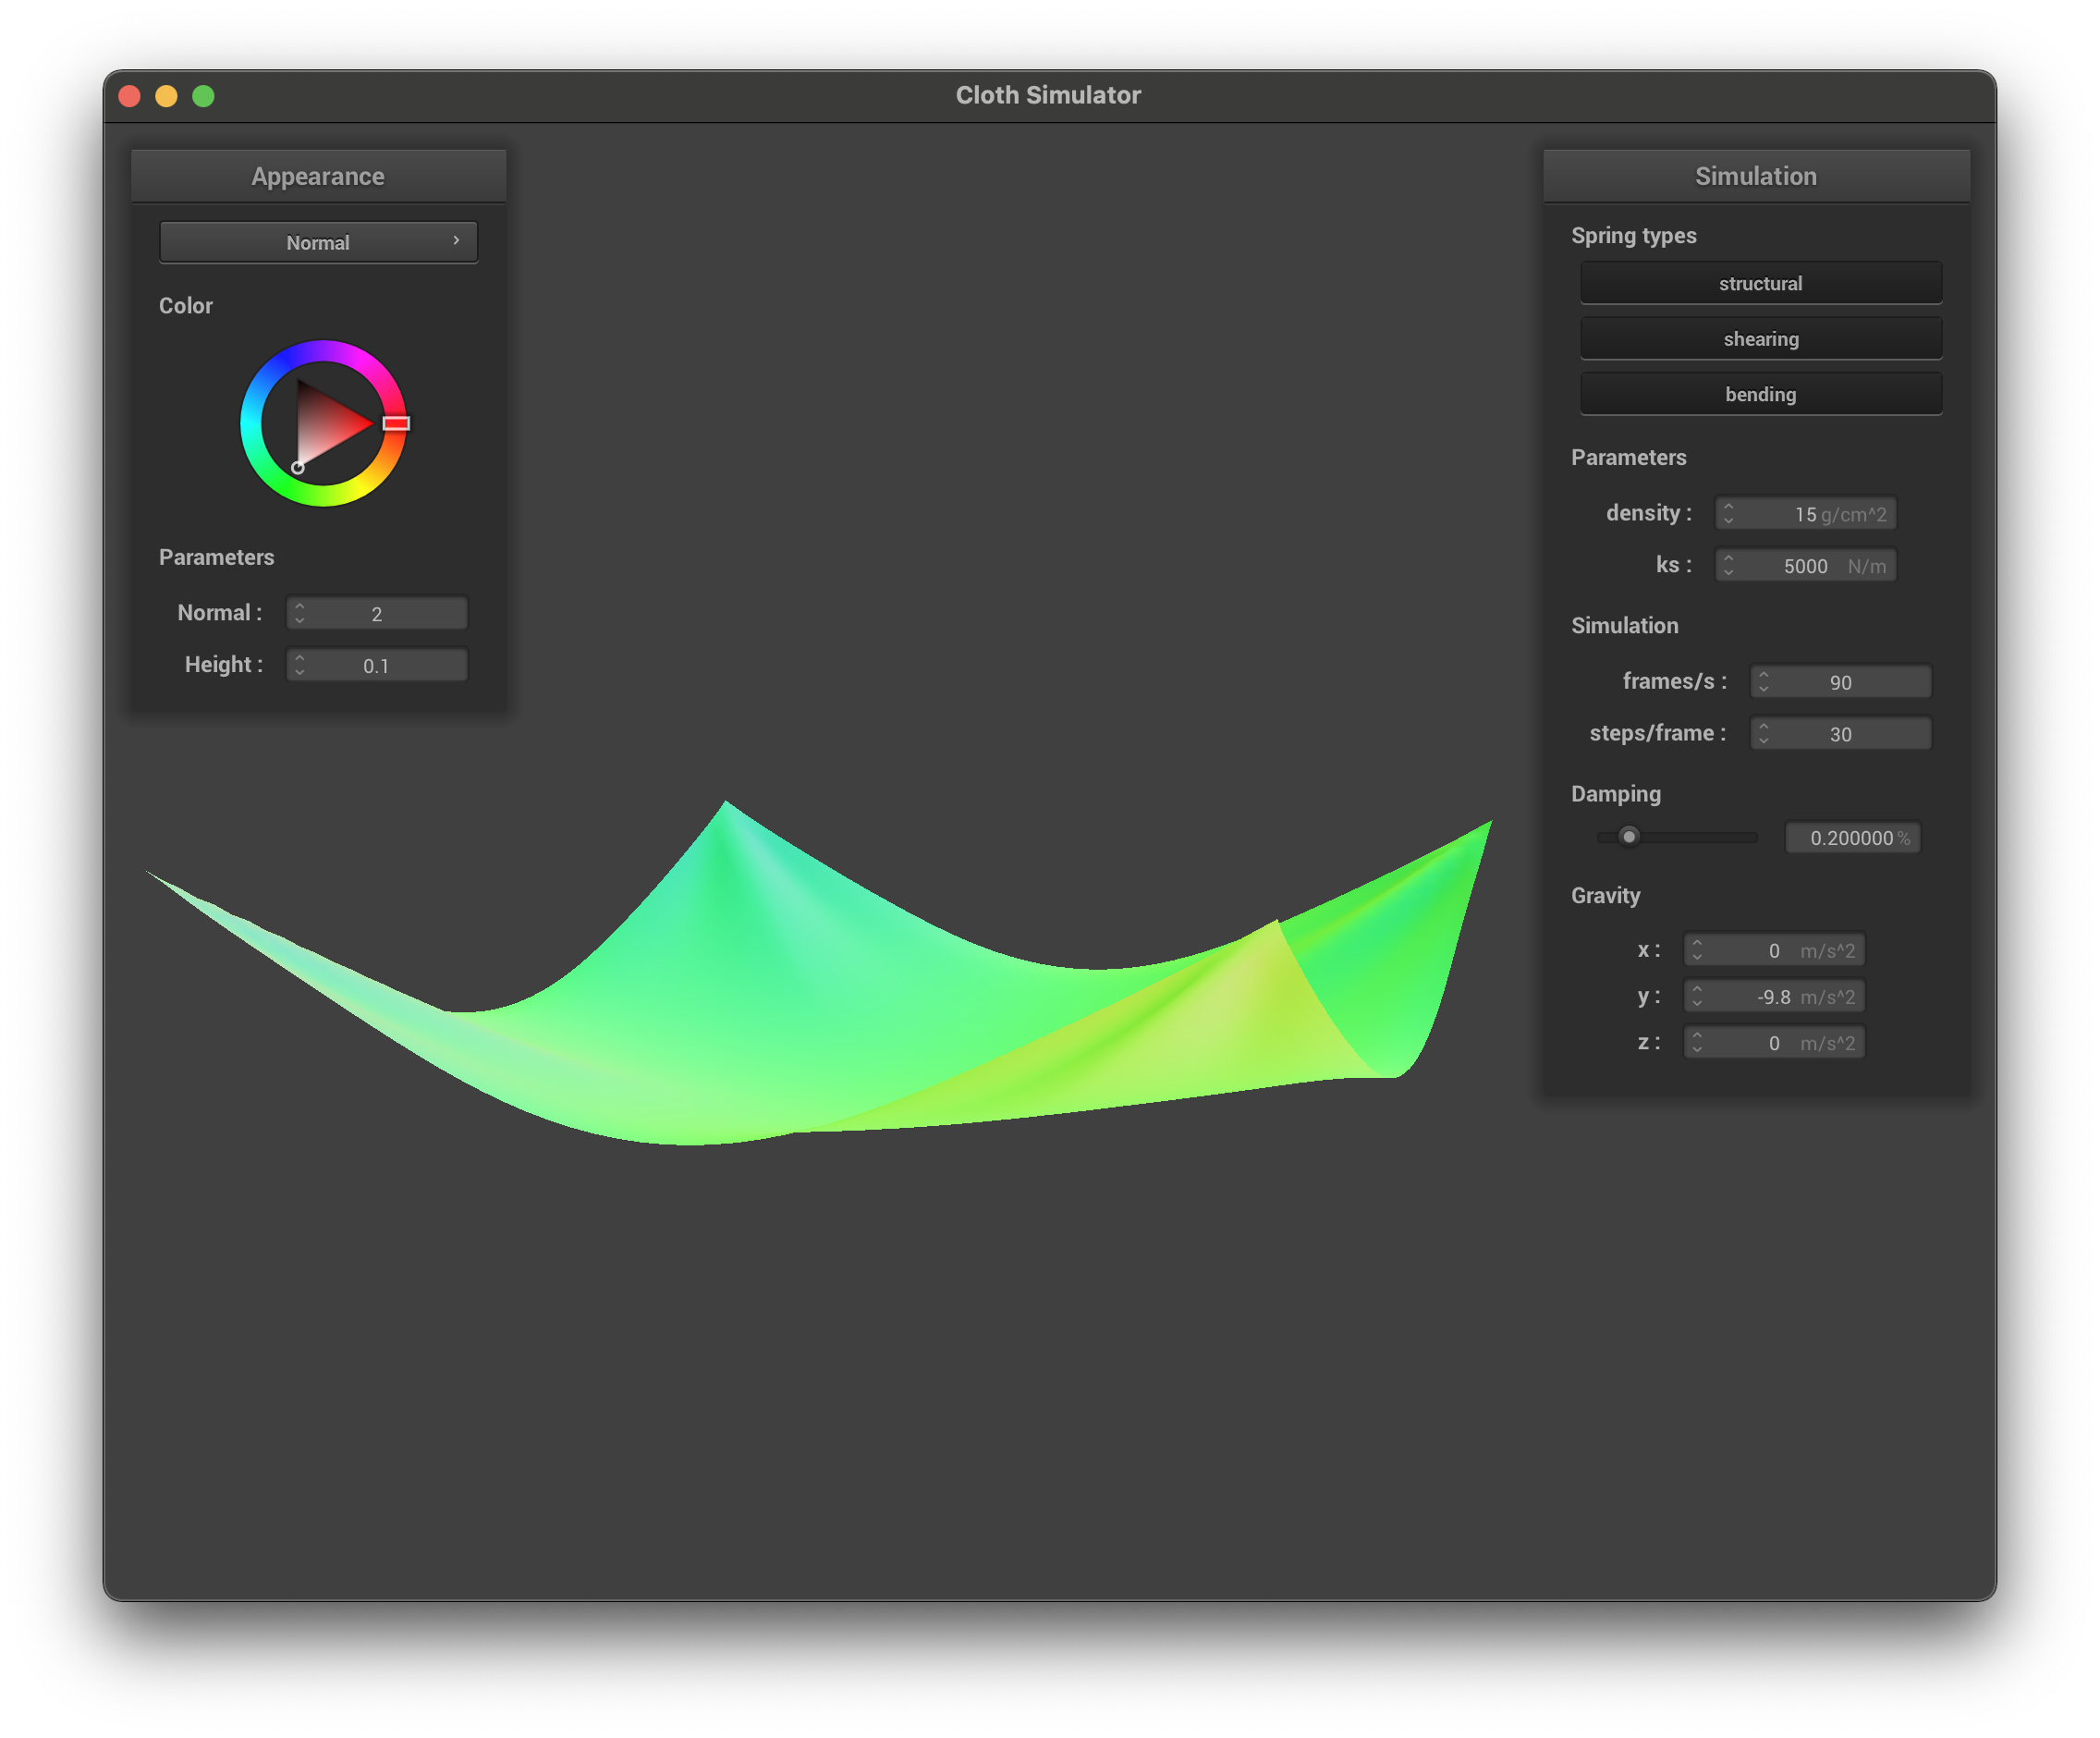 Cloth Simulator
Appearance
Normal
Color
Parameters
Normal : 2
Height : 0.1
Simulation
Spring types
structural
shearing
bending
Parameters
density : 15 g/cm^2
ks : 5000 N/m
Simulation
frames/s : 90
steps/frame : 30
Damping
0.200000 %
Gravity
x : 0 m/s^2
y : -9.8 m/s^2
z : 0 m/s^2